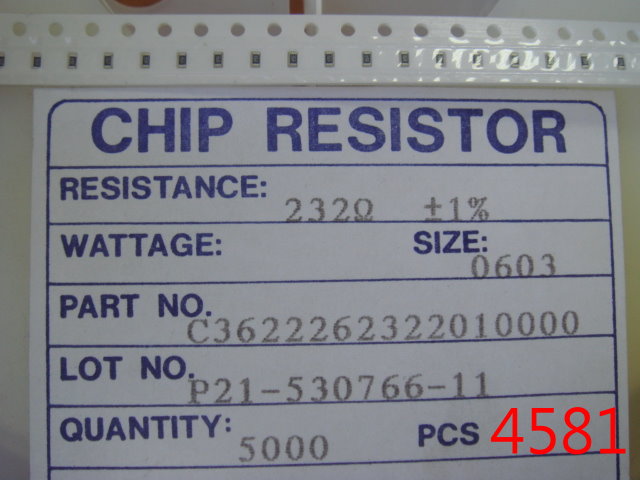 CHIP RESISTOR
RESISTANCE: 232Ω ±1%
WATTAGE: SIZE: 0603
PART NO. C3622262322010000
LOT NO. P21-530766-11
QUANTITY: 5000 PCS 4581